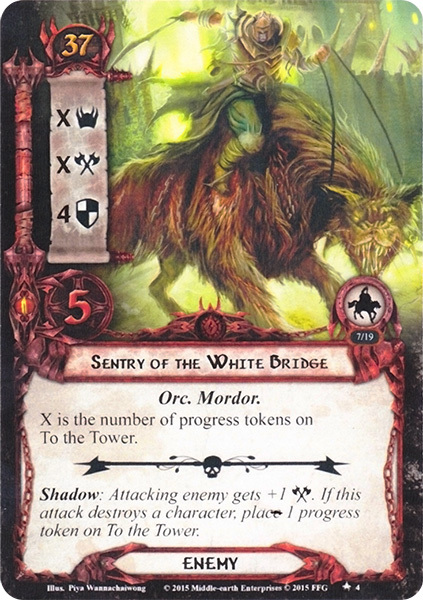 37
X
X
4
5
7/19
Sentry of the White Bridge
Orc. Mordor.
X is the number of progress tokens on
To the Tower.
Shadow: Attacking enemy gets +1 . If this
attack destroys a character, place 1 progress
token on To the Tower.
ENEMY
Illus. Piya Wannachaiwong © 2015 Middle-earth Enterprises © 2015 FFG 4